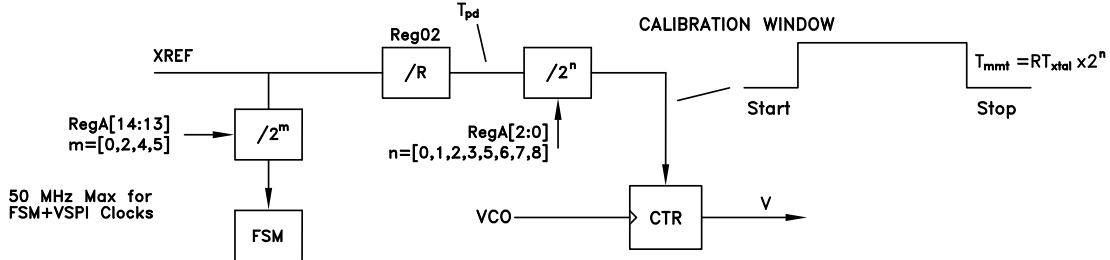 T_pd
CALIBRATION WINDOW
XREF
Reg02
/R
/2^n
T_mmt = RT_xtal x 2^n
Start
Stop
RegA[14:13]
m=[0,2,4,5]
/2^m
RegA[2:0]
n=[0,1,2,3,5,6,7,8]
50 MHz Max for
FSM+VSPI Clocks
FSM
VCO
CTR
V